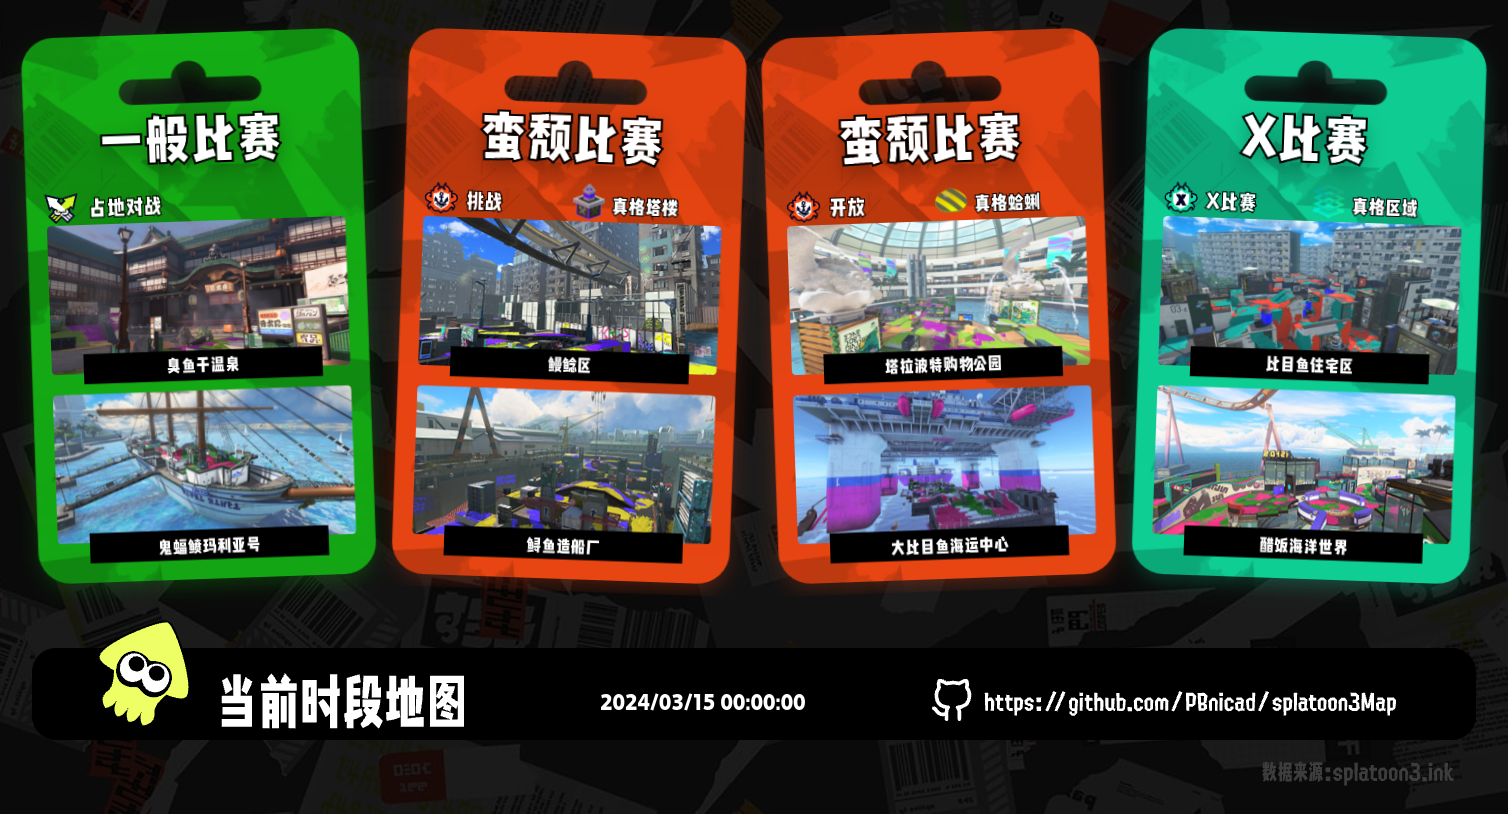 一般比赛
占地对战
臭鱼干温泉
鬼蝠鲼玛利亚号
蛮颓比赛
挑战
真格塔楼
鳗鲶区
鲟鱼造船厂
蛮颓比赛
开放
真格蛤蜊
塔拉波特购物公园
大比目鱼海运中心
X比赛
X比赛
真格区域
比目鱼住宅区
醋饭海洋世界
当前时段地图
2024/03/15 00:00:00
https://github.com/PBnicad/splatoon3Map
数据来源:splatoon3.ink